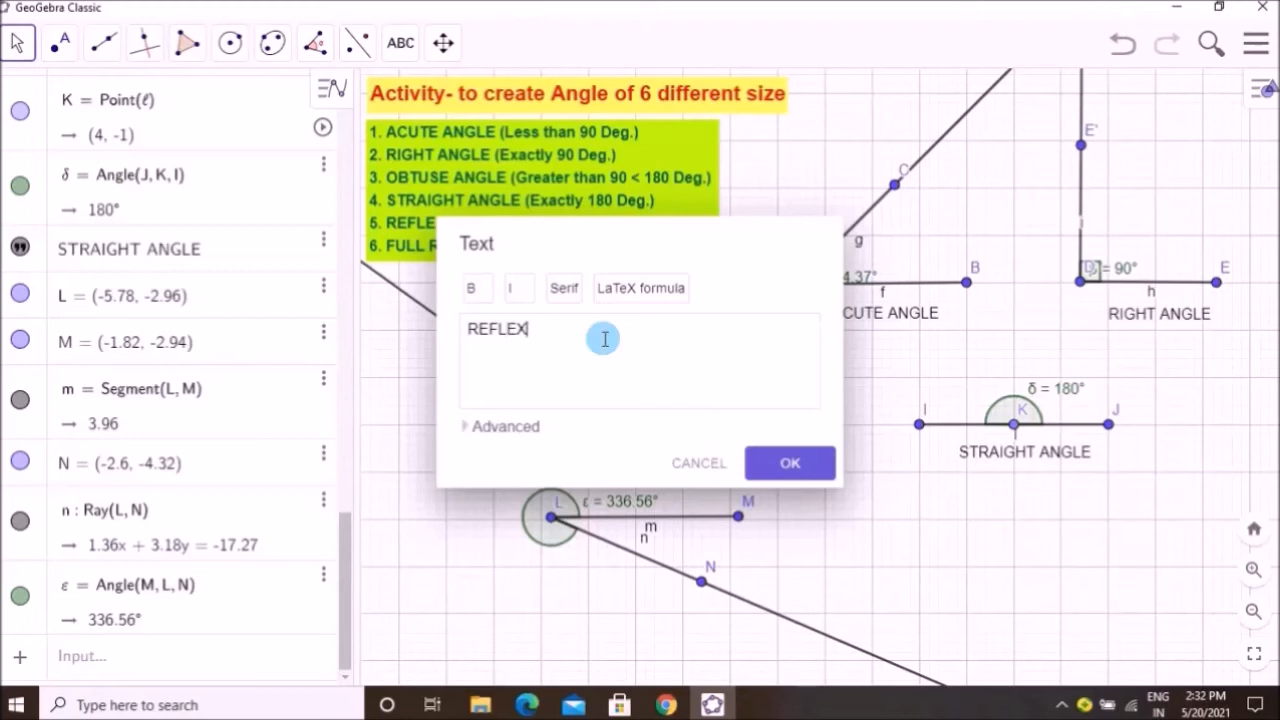 GeoGebra Classic
ABC
K = Point(ℓ)
→ (4, -1)
δ = Angle(J, K, I)
→ 180°
STRAIGHT ANGLE
L = (-5.78, -2.96)
M = (-1.82, -2.94)
m = Segment(L, M)
→ 3.96
N = (-2.6, -4.32)
n : Ray(L, N)
→ 1.36x + 3.18y = -17.27
ε = Angle(M, L, N)
→ 336.56°
Input...
Activity- to create Angle of 6 different size
1. ACUTE ANGLE (Less than 90 Deg.)
2. RIGHT ANGLE (Exactly 90 Deg.)
3. OBTUSE ANGLE (Greater than 90 < 180 Deg.)
4. STRAIGHT ANGLE (Exactly 180 Deg.)
5. REFLE
6. FULL R
Text
B I Serif LaTeX formula
REFLEX
Advanced
CANCEL OK
C
g
4.37° B
f
CUTE ANGLE
E'
i
D = 90° E
h
RIGHT ANGLE
δ = 180°
I K J
STRAIGHT ANGLE
L ε = 336.56° M
m
n
N
Type here to search
ENG
IN
2:32 PM
5/20/2021